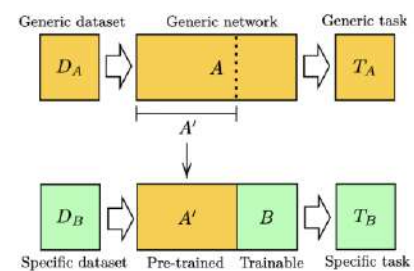 Generic dataset Generic network Generic task
D_A A T_A
A'
D_B A' B T_B
Specific dataset Pre-trained Trainable Specific task